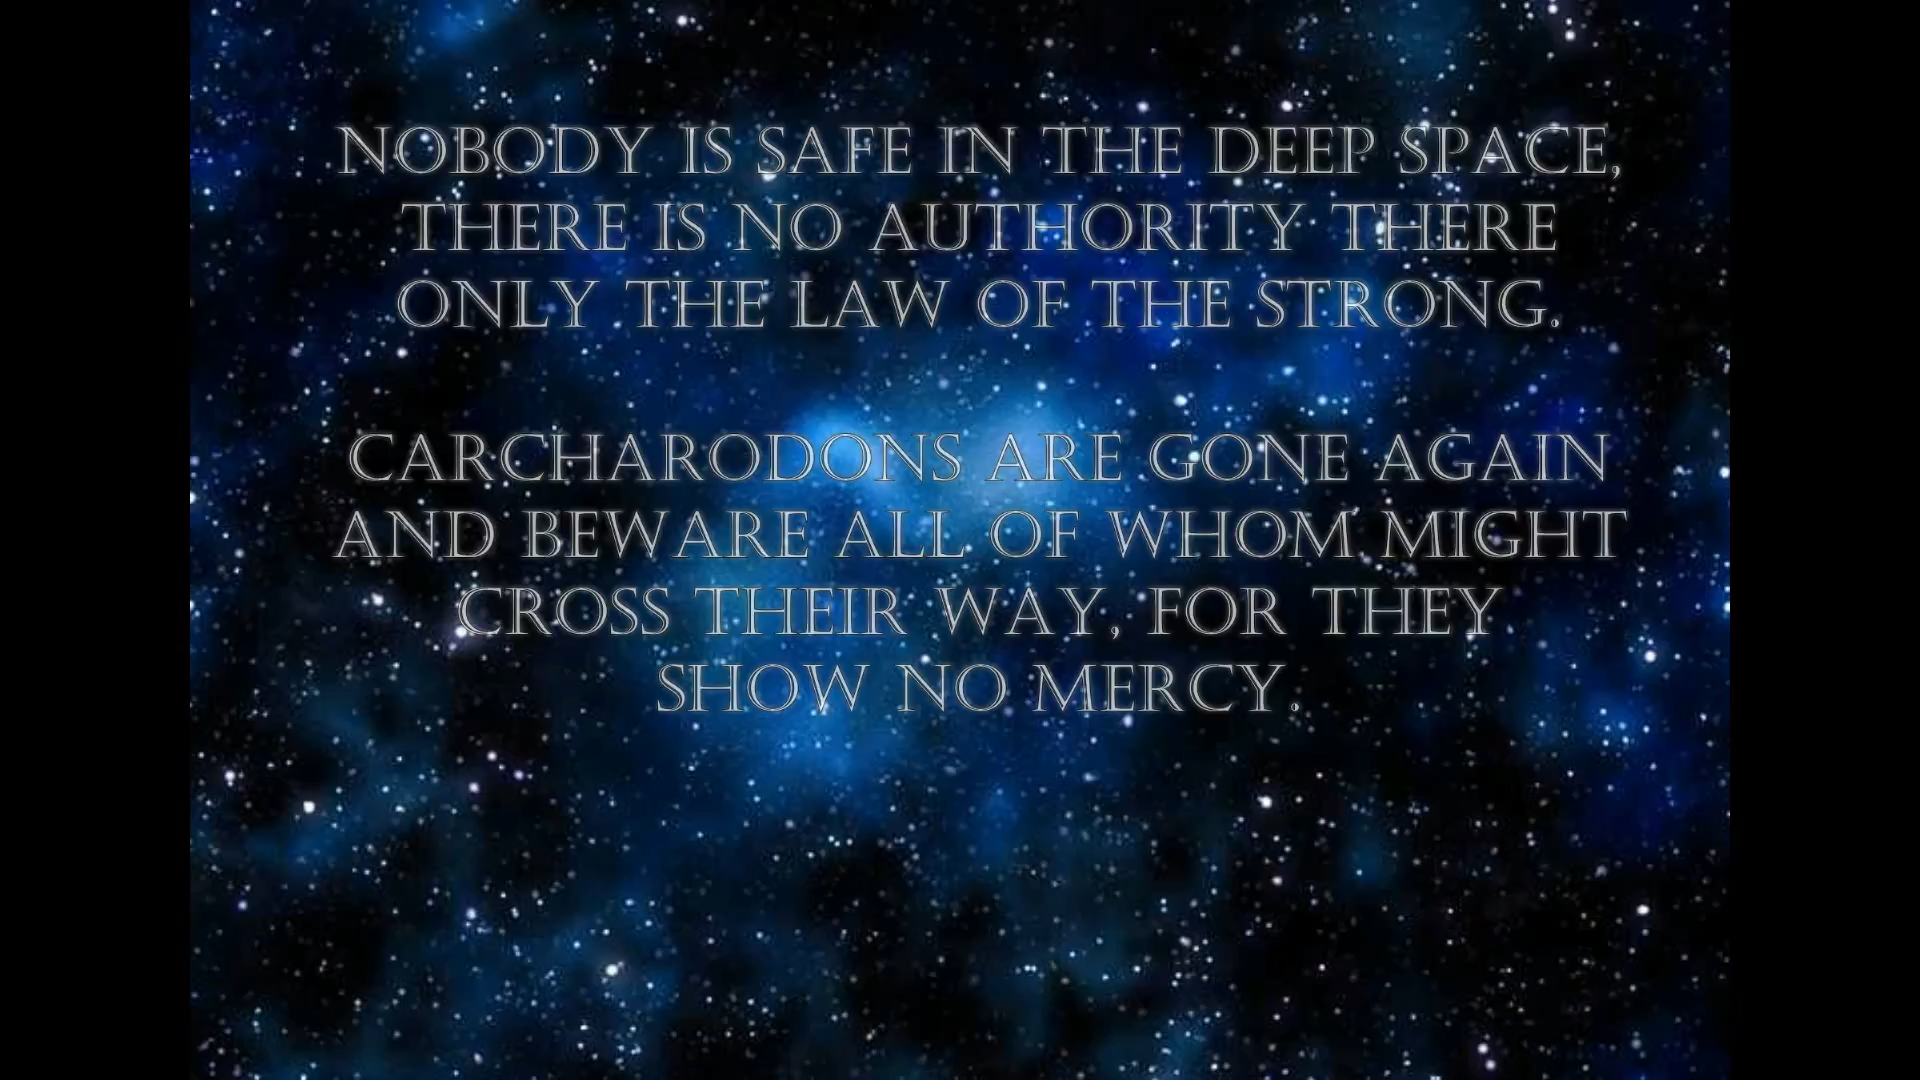 NOBODY IS SAFE IN THE DEEP SPACE,
THERE IS NO AUTHORITY THERE
ONLY THE LAW OF THE STRONG.
CARCHARODONS ARE GONE AGAIN
AND BEWARE ALL OF WHOM MIGHT
CROSS THEIR WAY, FOR THEY
SHOW NO MERCY.